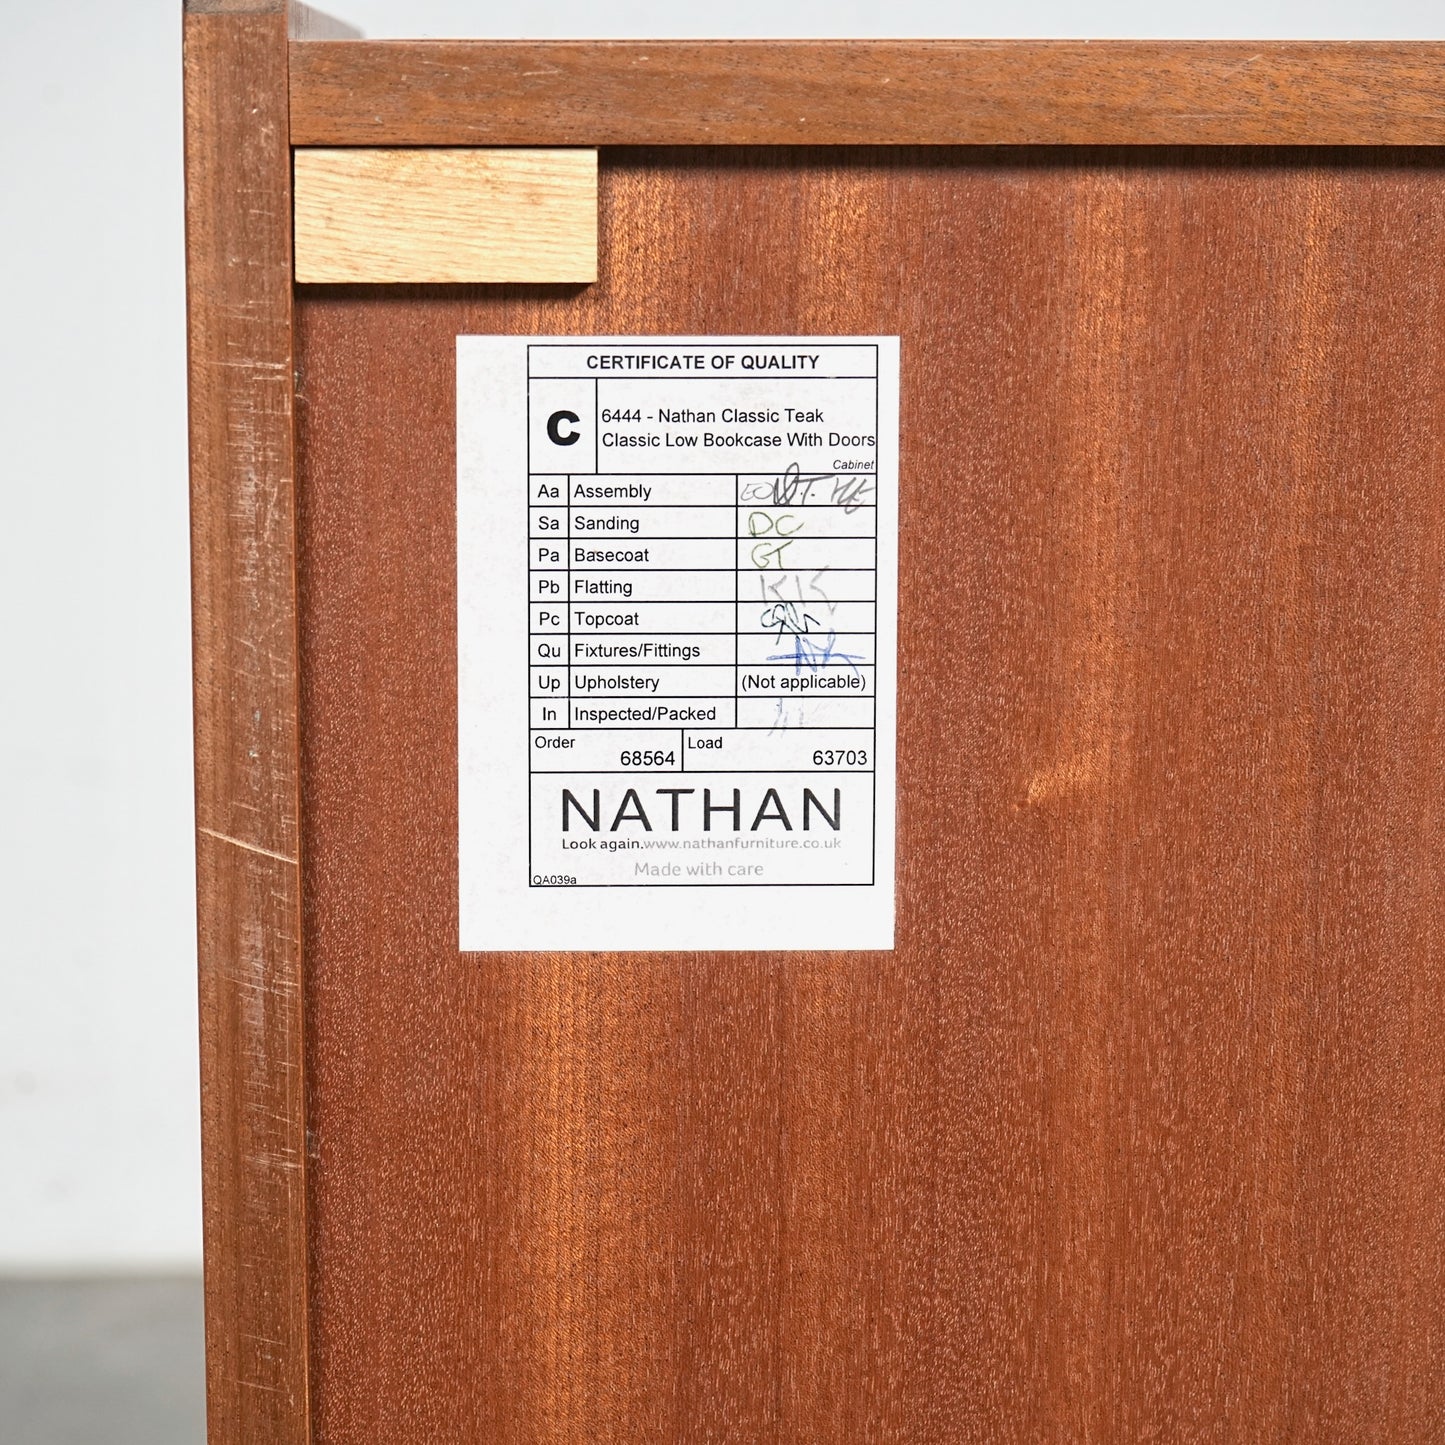 CERTIFICATE OF QUALITY
C
6444 - Nathan Classic Teak
Classic Low Bookcase With Doors
Cabinet
Aa Assembly
Sa Sanding DC
Pa Basecoat GT
Pb Flatting KK
Pc Topcoat
Qu Fixtures/Fittings
Up Upholstery (Not applicable)
In Inspected/Packed
Order Load
68564 63703
NATHAN
Look again.www.nathanfurniture.co.uk
Made with care
QA039a